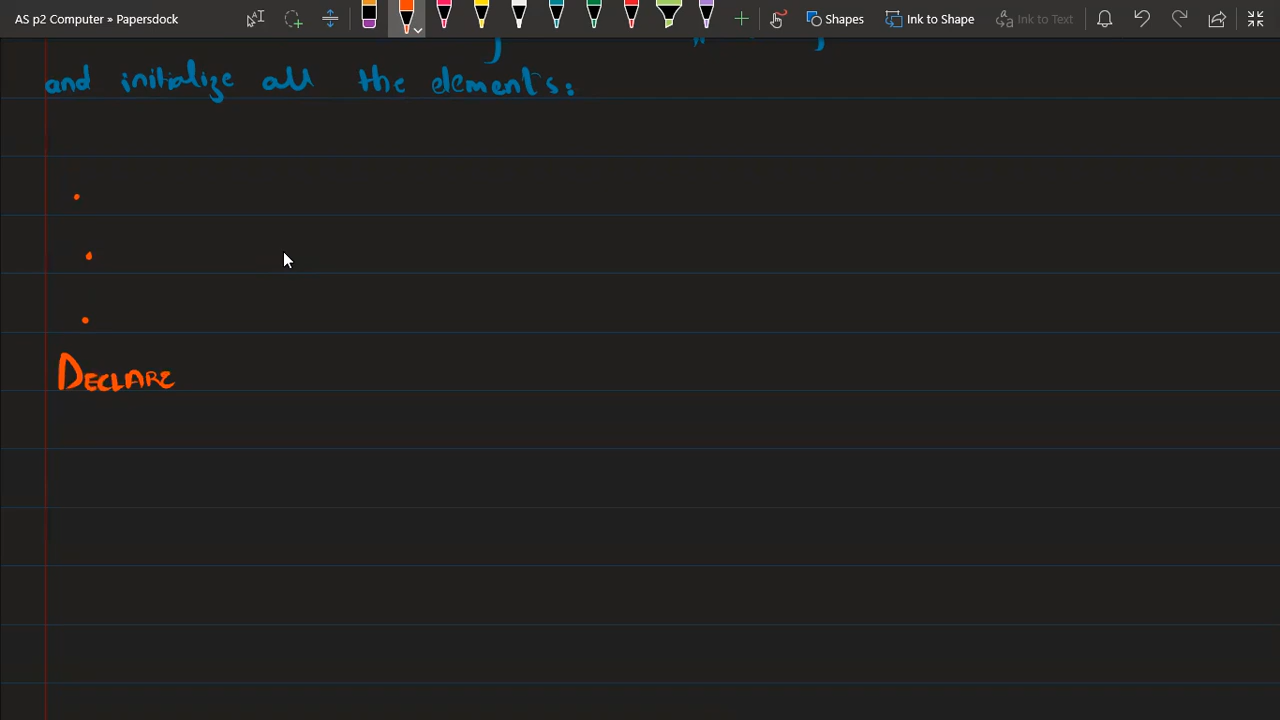 AS p2 Computer » Papersdock
Shapes
Ink to Shape
Ink to Text
and initialize all the elements:
DECLARE